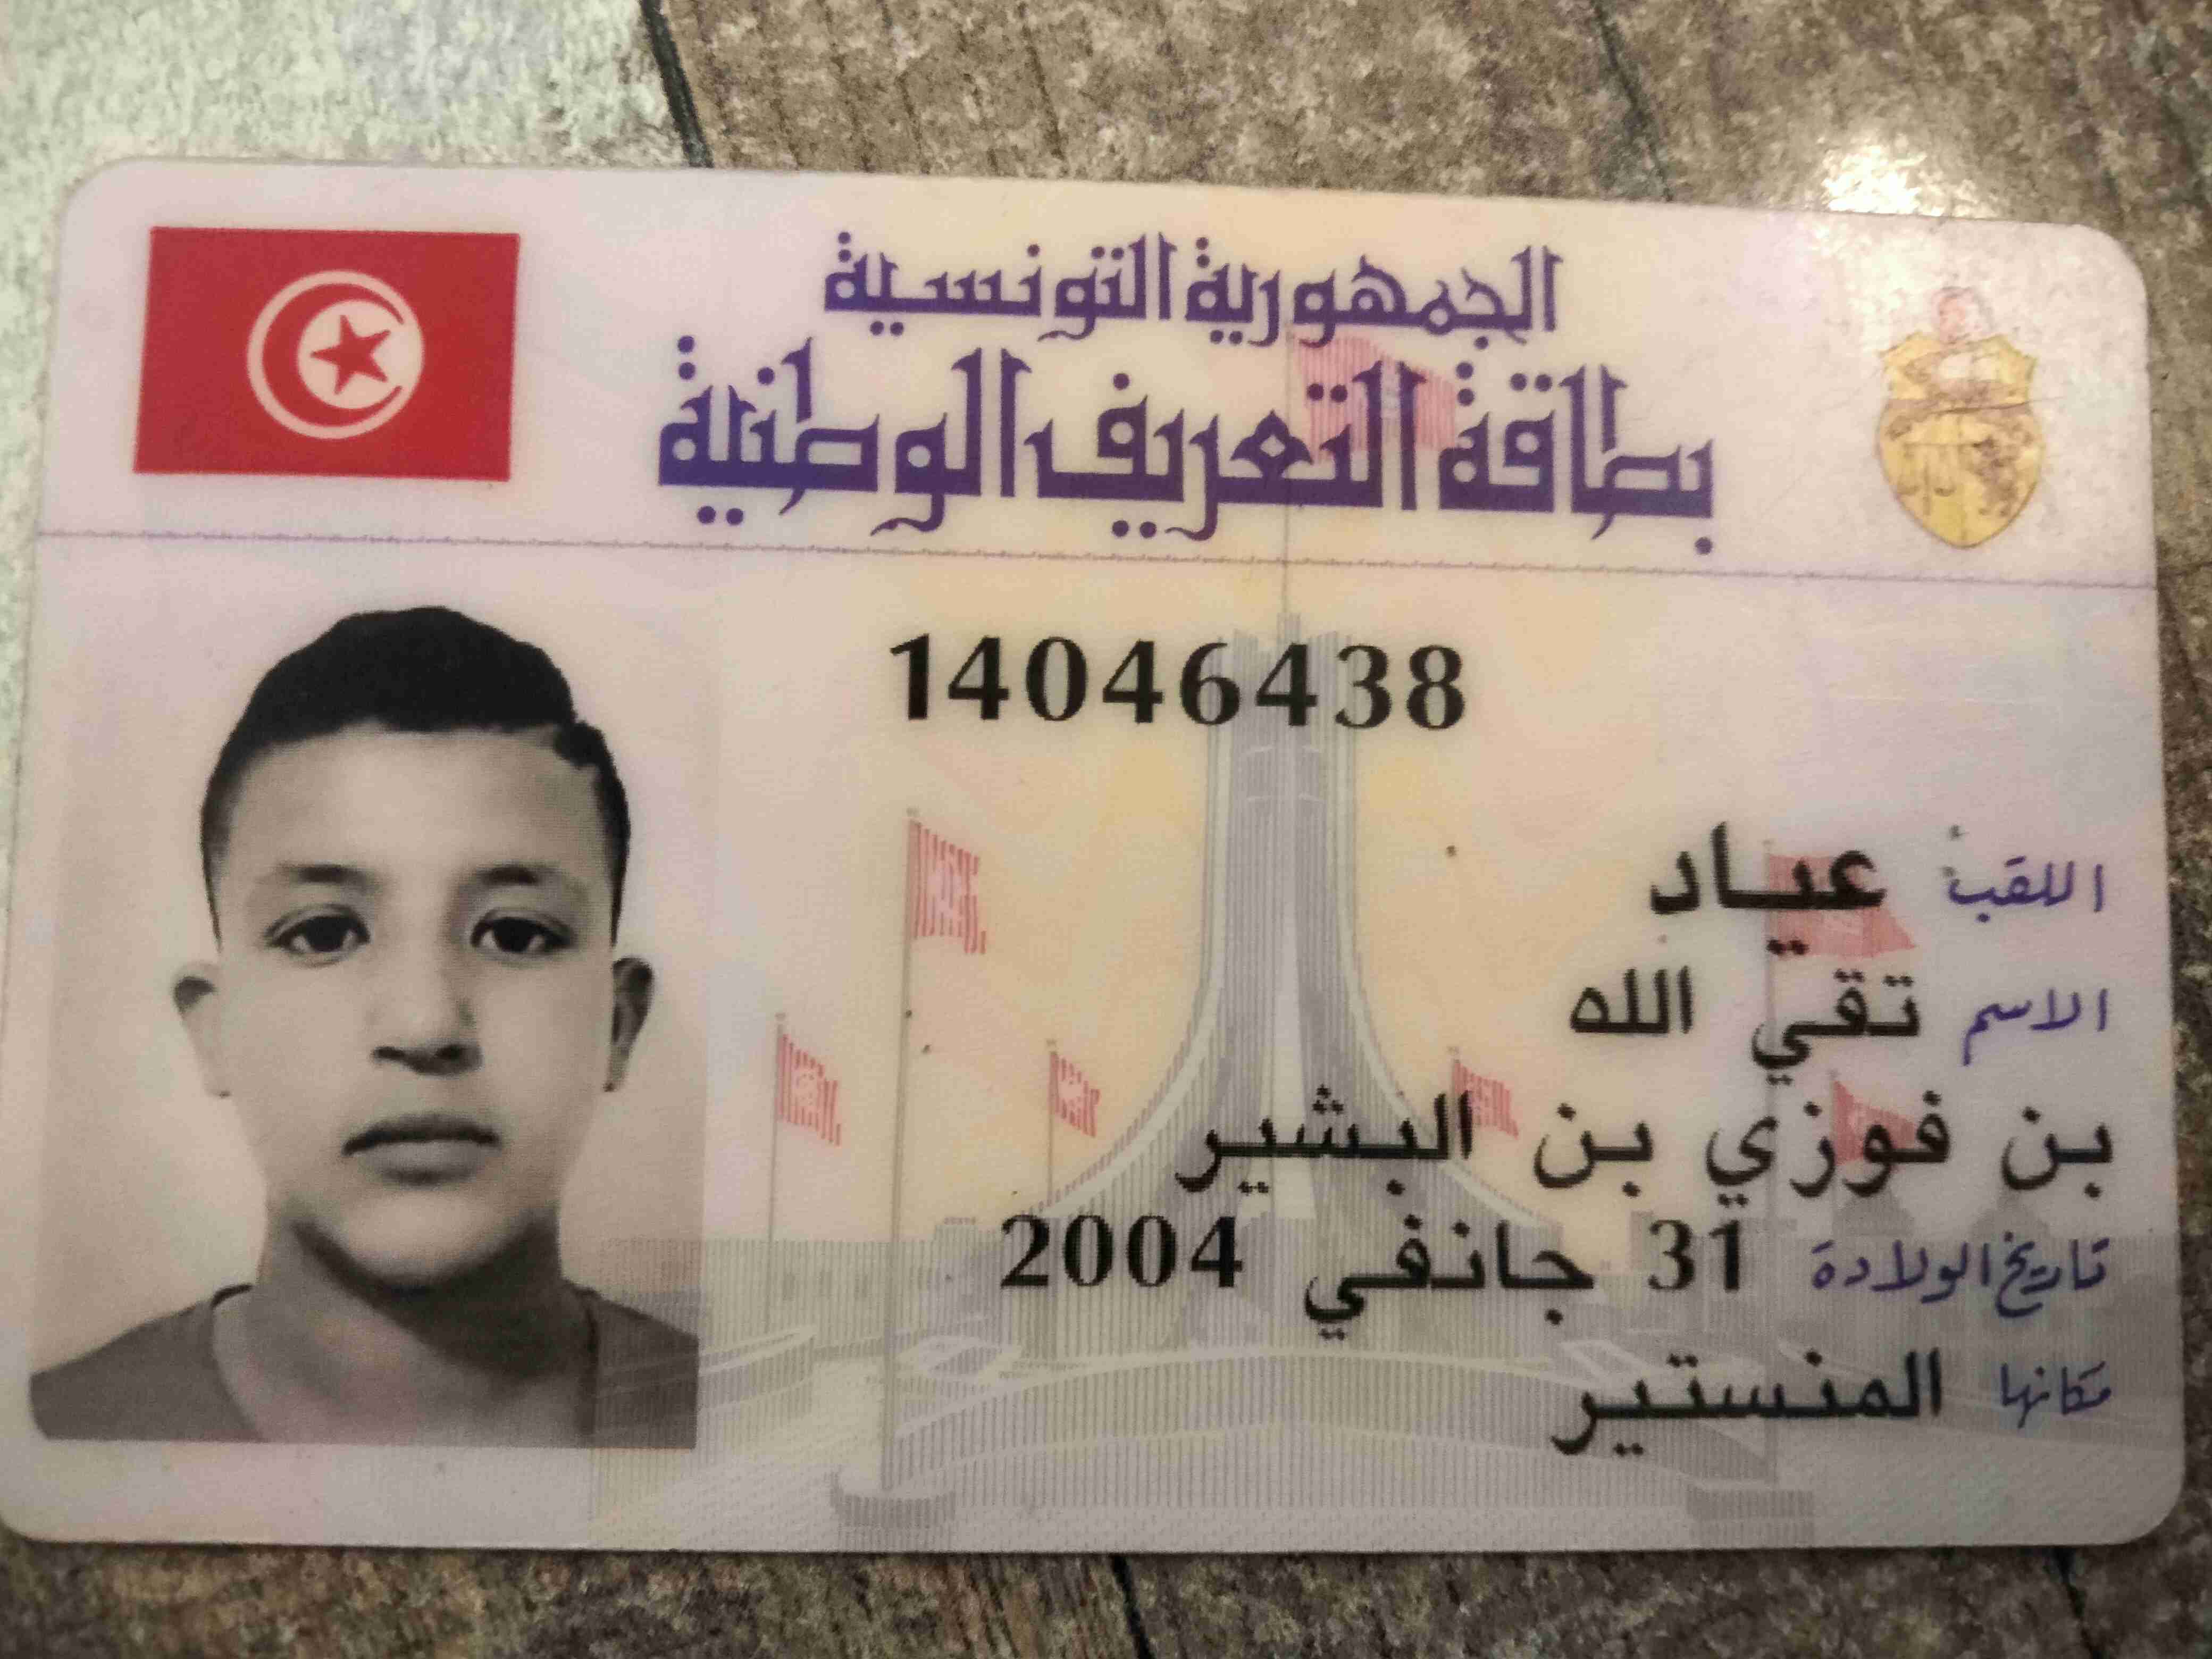 الجمهورية التونسية
بطاقة التعريف الوطنية
14046438
اللقب عياد
الاسم تقي الله
بن فوزي بن البشير
تاريخ الولادة 31 جانفي 2004
مكانها المنستير